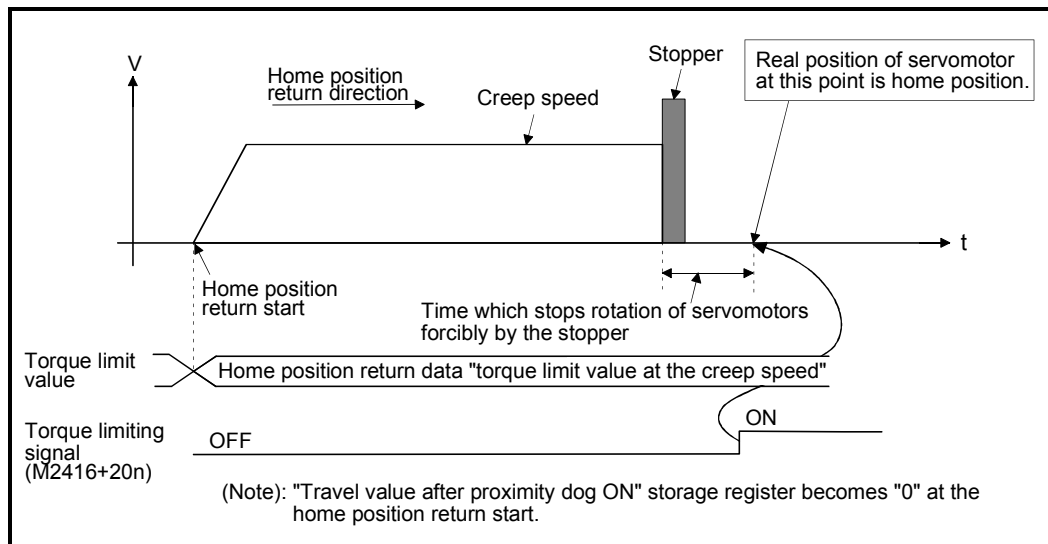 V
Home position
return direction
Creep speed
Stopper
Real position of servomotor
at this point is home position.
t
Home position
return start
Time which stops rotation of servomotors
forcibly by the stopper
Torque limit
value
Home position return data "torque limit value at the creep speed"
Torque limiting
signal
(M2416+20n)
OFF
ON
(Note): "Travel value after proximity dog ON" storage register becomes "0" at the
home position return start.